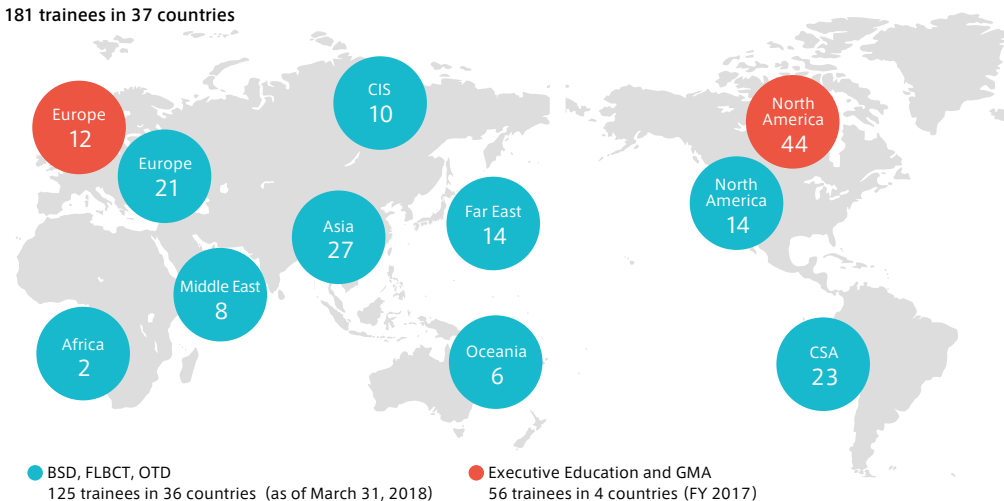 181 trainees in 37 countries
Europe
12
Europe
21
CIS
10
Asia
27
Far East
14
Middle East
8
Africa
2
Oceania
6
North
America
44
North
America
14
CSA
23
BSD, FLBCT, OTD
125 trainees in 36 countries (as of March 31, 2018)
Executive Education and GMA
56 trainees in 4 countries (FY 2017)